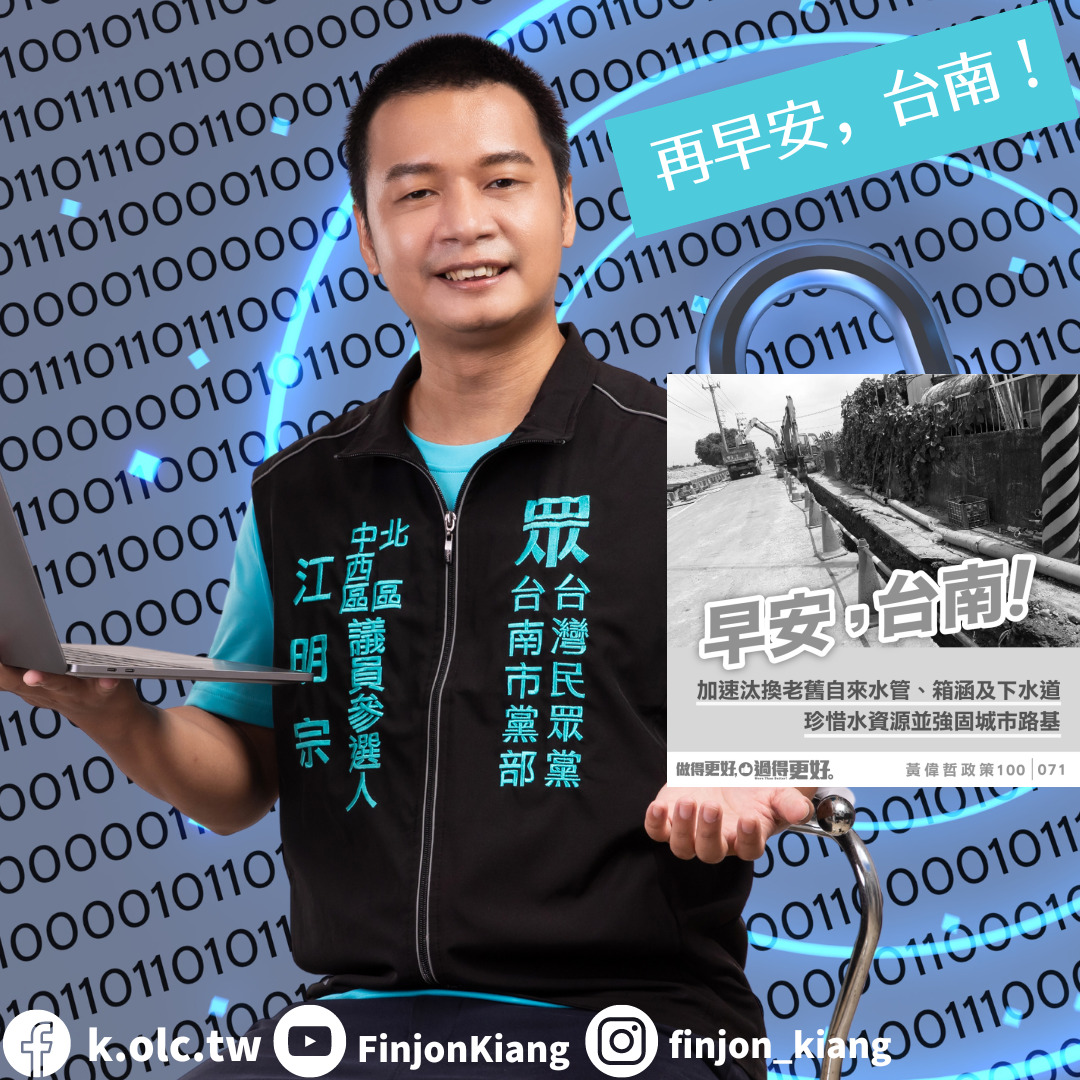 再早安，台南！
北區
中西區
議員參選人
江明宗
眾
台灣民眾黨
台南市黨部
早安，台南！
加速汰換老舊自來水管、箱涵及下水道
珍惜水資源並強固城市路基
做得更好，過得更好。
黃偉哲政策100｜071
k.olc.tw
FinjonKiang
finjon_kiang